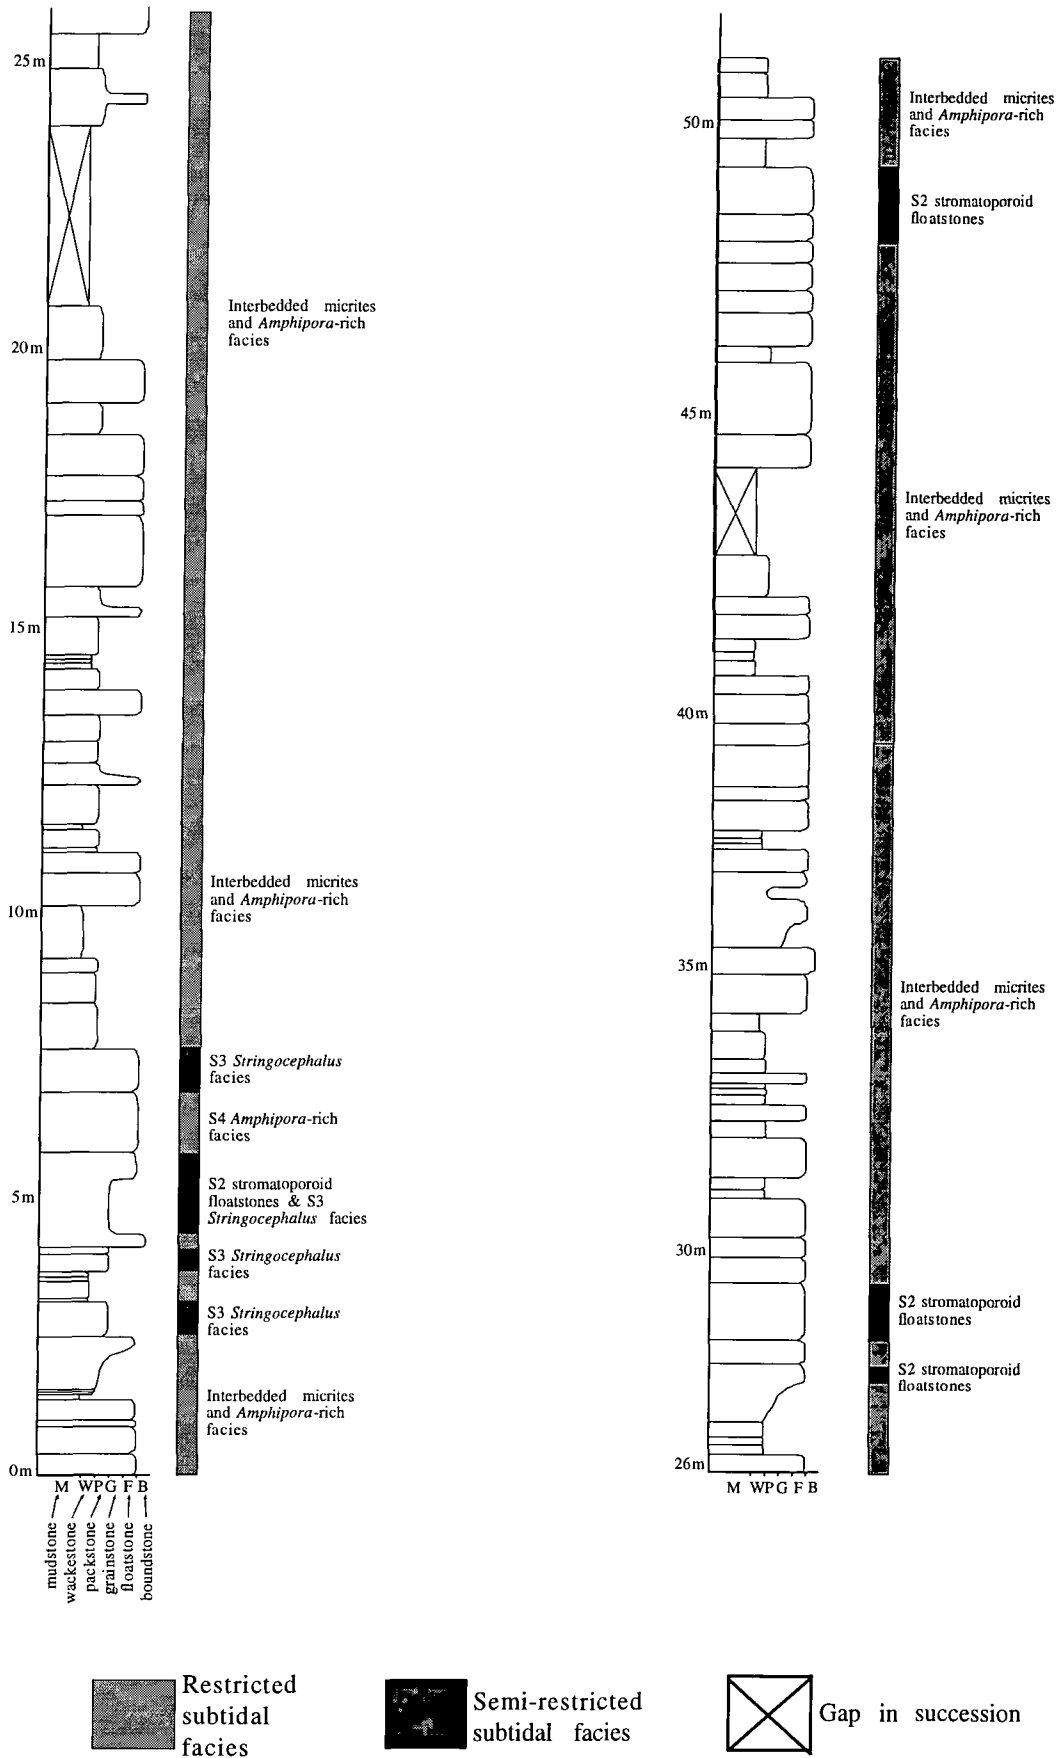 25m
20m
15m
10m
5m
0m
Interbedded micrites
and Amphipora-rich
facies
Interbedded micrites
and Amphipora-rich
facies
S3 Stringocephalus
facies
S4 Amphipora-rich
facies
S2 stromatoporoid
floatstones & S3
Stringocephalus facies
S3 Stringocephalus
facies
S3 Stringocephalus
facies
Interbedded micrites
and Amphipora-rich
facies
M W P G F B
mudstone
wackestone
packstone
grainstone
floatstone
boundstone
50m
45m
40m
35m
30m
26m
Interbedded micrites
and Amphipora-rich
facies
S2 stromatoporoid
floatstones
Interbedded micrites
and Amphipora-rich
facies
Interbedded micrites
and Amphipora-rich
facies
S2 stromatoporoid
floatstones
S2 stromatoporoid
floatstones
M W P G F B
Restricted
subtidal
facies
Semi-restricted
subtidal facies
Gap in succession